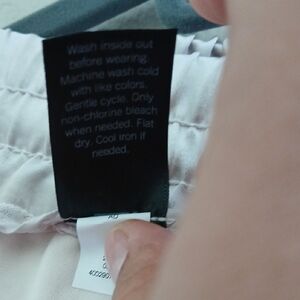 Wash inside out
before wearing.
Machine wash cold
with like colors.
Gentle cycle. Only
non-chlorine bleach
when needed. Flat
dry. Cool Iron if
needed.